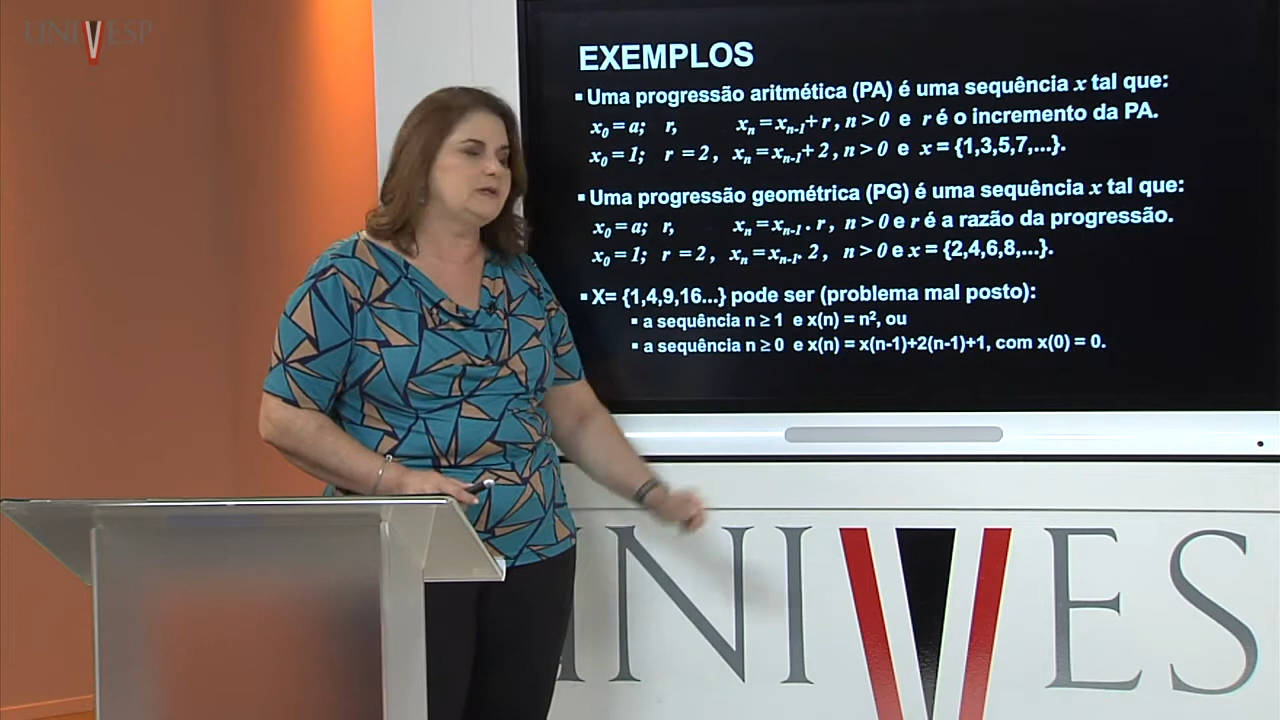 UNIVESP
EXEMPLOS
▪ Uma progressão aritmética (PA) é uma sequência x tal que:
x₀ = a; r, xₙ = xₙ₋₁ + r, n > 0 e r é o incremento da PA.
x₀ = 1; r = 2, xₙ = xₙ₋₁ + 2, n > 0 e x = {1,3,5,7,...}.
▪ Uma progressão geométrica (PG) é uma sequência x tal que:
x₀ = a; r, xₙ = xₙ₋₁ . r, n > 0 e r é a razão da progressão.
x₀ = 1; r = 2, xₙ = xₙ₋₁. 2, n > 0 e x = {2,4,6,8,...}.
▪ X= {1,4,9,16...} pode ser (problema mal posto):
▪ a sequência n ≥ 1 e x(n) = n², ou
▪ a sequência n ≥ 0 e x(n) = x(n-1)+2(n-1)+1, com x(0) = 0.
UNIVES